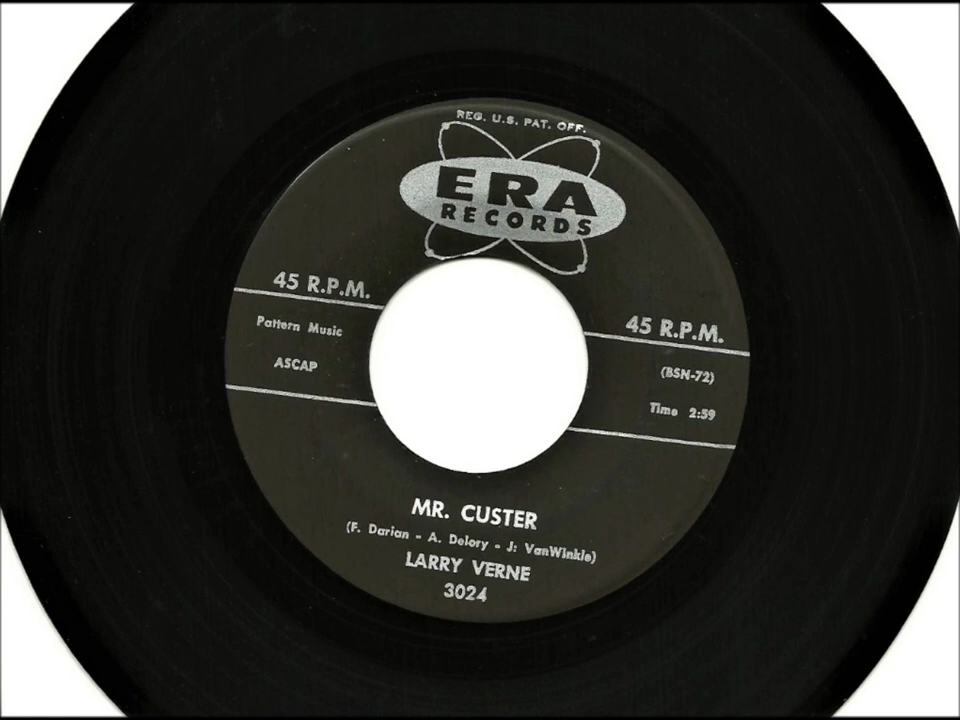 REG. U.S. PAT. OFF.
ERA
RECORDS
45 R.P.M.
Pattern Music
ASCAP
45 R.P.M.
(BSN-72)
Time 2:59
MR. CUSTER
(F. Darian - A. Delory - J: VanWinkle)
LARRY VERNE
3024